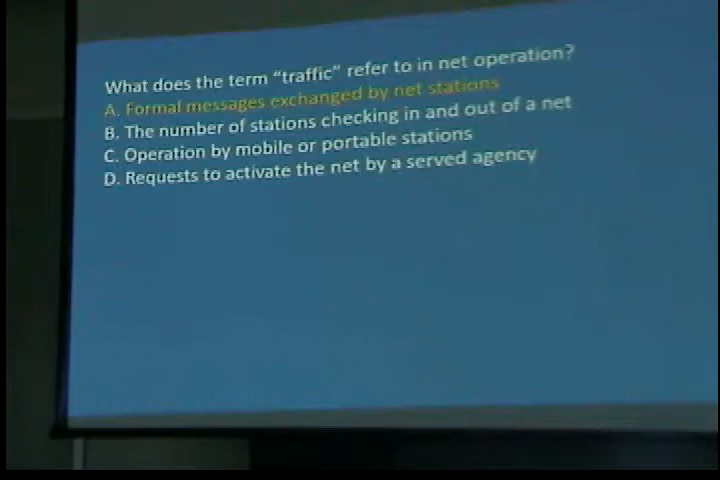 What does the term “traffic” refer to in net operation?
A. Formal messages exchanged by net stations
B. The number of stations checking in and out of a net
C. Operation by mobile or portable stations
D. Requests to activate the net by a served agency